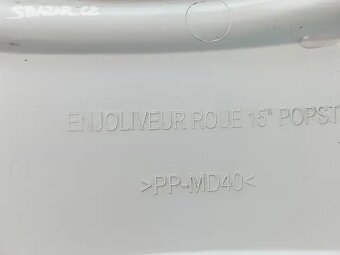 SBAZAR.CZ
ENJOLIVEUR ROUE 15" POPST
>PP-MD40<